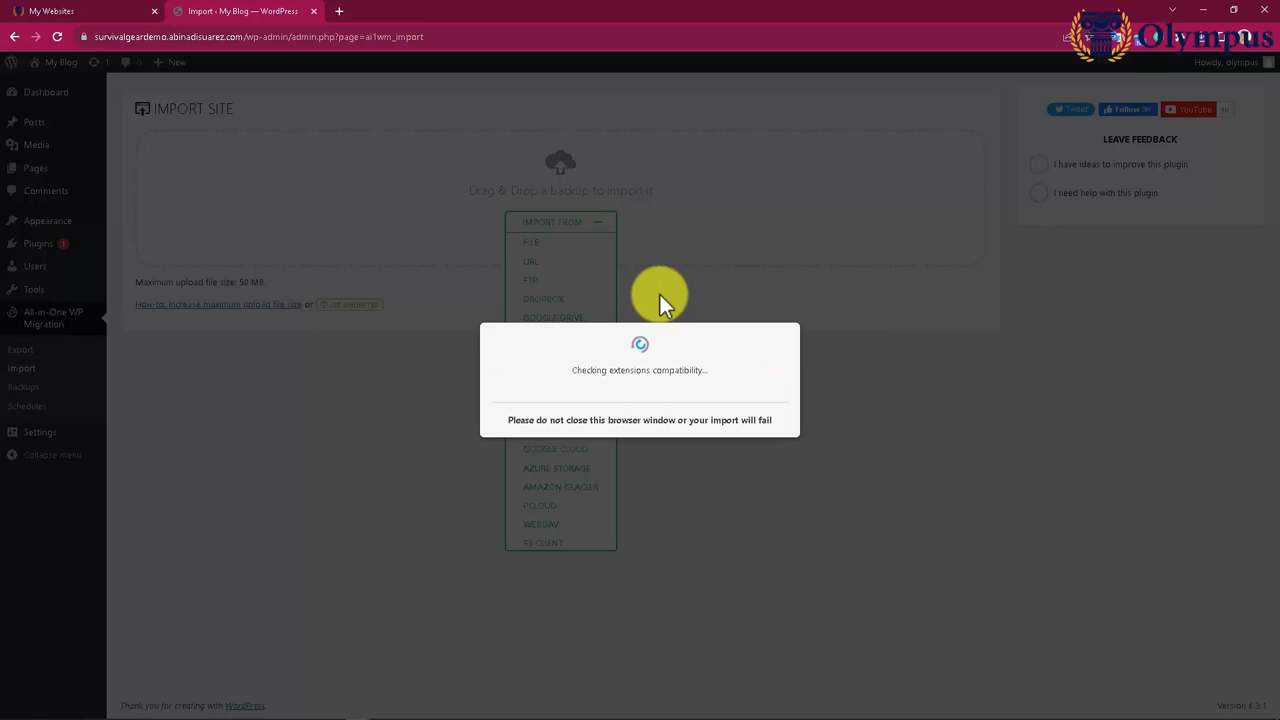 My Websites
Import ‹ My Blog — WordPress
survivalgeardemo.abinadisuarez.com/wp-admin/admin.php?page=ai1wm_import
Olympus
My Blog
1
0
New
Howdy, olympus
Dashboard
Posts
Media
Pages
Comments
Appearance
Plugins 1
Users
Tools
All-in-One WP
Migration
Export
Import
Backups
Schedules
Settings
Collapse menu
IMPORT SITE
Drag & Drop a backup to import it
IMPORT FROM
FILE
URL
FTP
DROPBOX
GOOGLE DRIVE
Checking extensions compatibility...
Please do not close this browser window or your import will fail
GOOGLE CLOUD
AZURE STORAGE
AMAZON GLACIER
PCLOUD
WEBDAV
S3 CLIENT
Maximum upload file size: 50 MB.
How-to: Increase maximum upload file size or
Tweet
Follow 3K
YouTube
1K
LEAVE FEEDBACK
I have ideas to improve this plugin
I need help with this plugin
Thank you for creating with WordPress.
Version 6.3.1